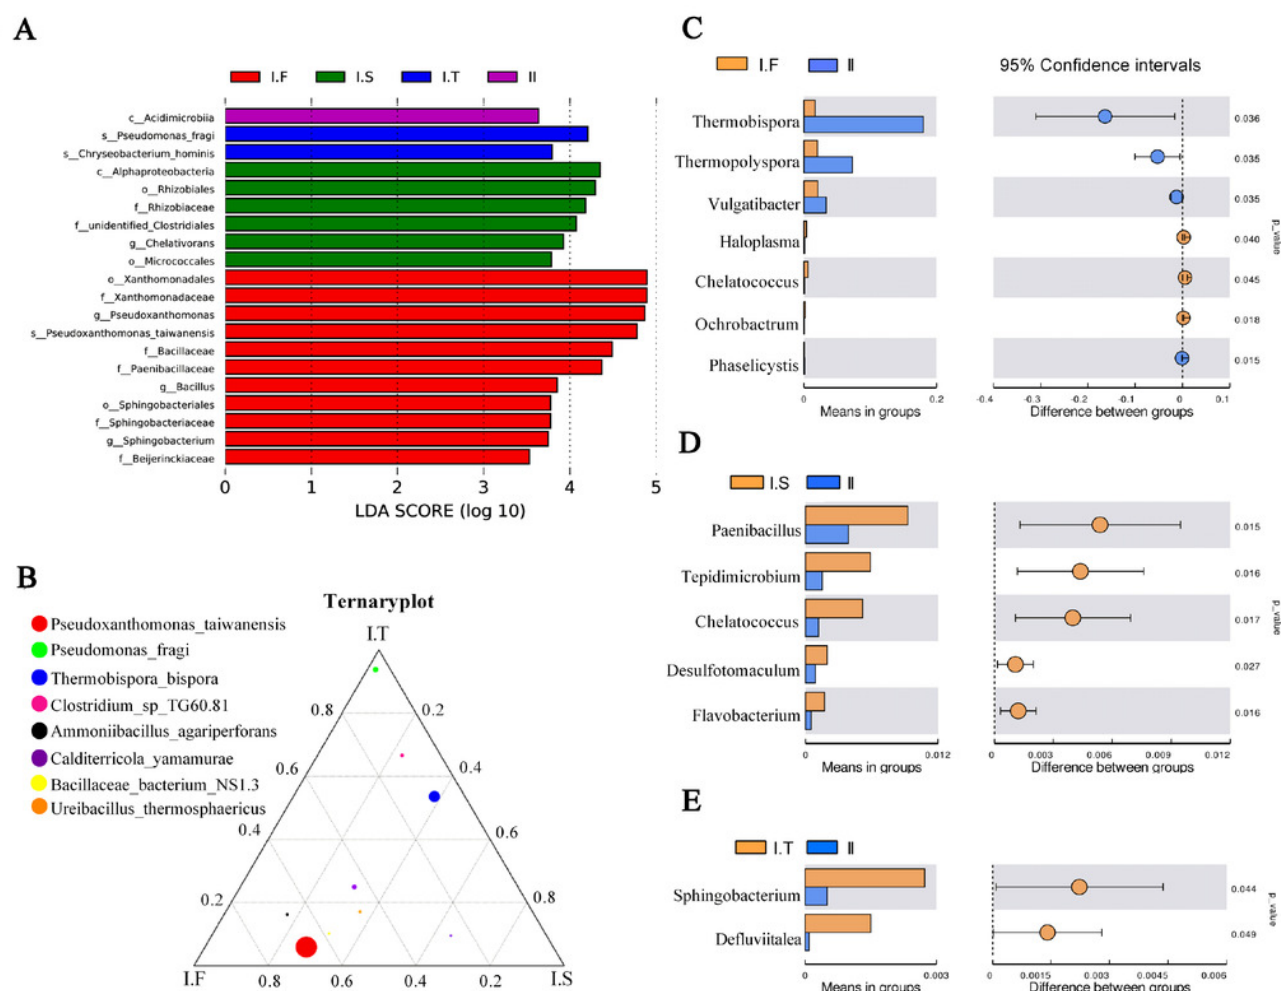 A
I.F I.S I.T II
c__Acidimicrobiia
s__Pseudomonas_fragi
s__Chryseobacterium_hominis
c__Alphaproteobacteria
o__Rhizobiales
f__Rhizobiaceae
f__unidentified_Clostridiales
g__Chelativorans
o__Micrococcales
o__Xanthomonadales
f__Xanthomonadaceae
g__Pseudoxanthomonas
s__Pseudoxanthomonas_taiwanensis
f__Bacillaceae
f__Paenibacillaceae
g__Bacillus
o__Sphingobacteriales
f__Sphingobacteriaceae
g__Sphingobacterium
f__Beijerinckiaceae
0 1 2 3 4 5
LDA SCORE (log 10)
B
Ternaryplot
Pseudoxanthomonas_taiwanensis
Pseudomonas_fragi
Thermobispora_bispora
Clostridium_sp_TG60.81
Ammoniibacillus_agariperforans
Calditerricola_yamamurae
Bacillaceae_bacterium_NS1.3
Ureibacillus_thermosphaericus
I.T
0.8 0.2
0.6 0.4
0.4 0.6
0.2 0.8
I.F I.S
0.8 0.6 0.4 0.2
C
I.F II
95% Confidence intervals
Thermobispora 0.036
Thermopolyspora 0.035
Vulgatibacter 0.035
Haloplasma 0.040
Chelatococcus 0.045
Ochrobactrum 0.018
Phaselicystis 0.015
p_value
0 0.2 -0.4 -0.3 -0.2 -0.1 0.0 0.1
Means in groups Difference between groups
D
I.S II
Paenibacillus 0.015
Tepidimicrobium 0.016
Chelatococcus 0.017
Desulfotomaculum 0.027
Flavobacterium 0.016
p_value
0 0.012 0 0.003 0.006 0.009 0.012
Means in groups Difference between groups
E
I.T II
Sphingobacterium 0.044
Defluviitalea 0.049
p_value
0 0.003 0 0.0015 0.003 0.0045 0.006
Means in groups Difference between groups